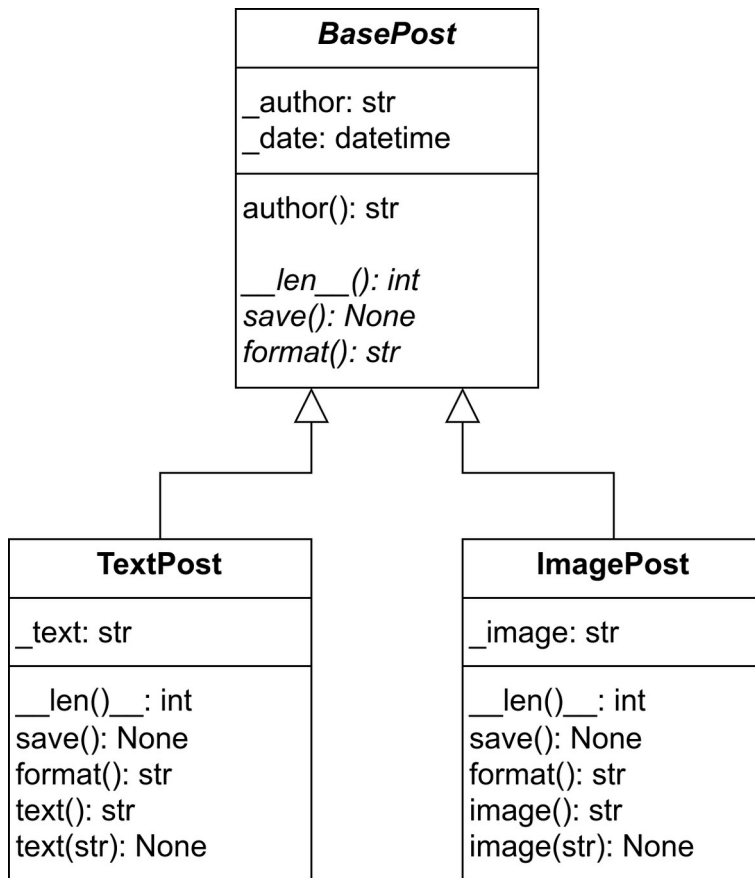 BasePost
_author: str
_date: datetime
author(): str
__len__(): int
save(): None
format(): str
TextPost
_text: str
__len()__: int
save(): None
format(): str
text(): str
text(str): None
ImagePost
_image: str
__len()__: int
save(): None
format(): str
image(): str
image(str): None